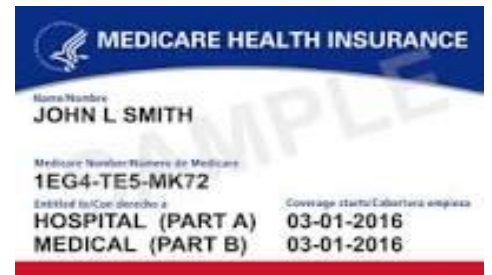 MEDICARE HEALTH INSURANCE
Name/Nombre
JOHN L SMITH
SAMPLE
Medicare Number/Número de Medicare
1EG4-TE5-MK72
Entitled to/Con derecho a Coverage starts/Cobertura empieza
HOSPITAL (PART A) 03-01-2016
MEDICAL (PART B) 03-01-2016